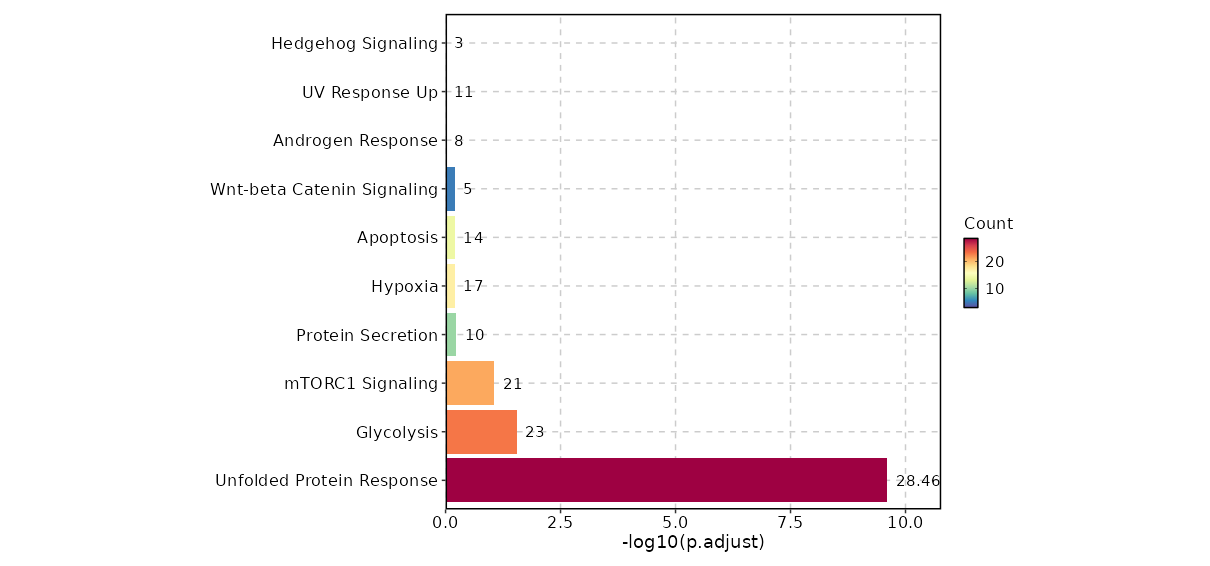 Hedgehog Signaling 3
UV Response Up 11
Androgen Response 8
Wnt-beta Catenin Signaling 5
Apoptosis 14
Hypoxia 17
Protein Secretion 10
mTORC1 Signaling 21
Glycolysis 23
Unfolded Protein Response 28.46
0.0 2.5 5.0 7.5 10.0
-log10(p.adjust)
Count
20
10